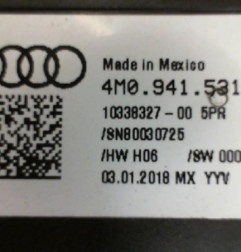 Made in Mexico
4M0.941.531
10338327-00 5PR
/SN80030725
/HW H06 /SW 000
03.01.2018 MX YYV